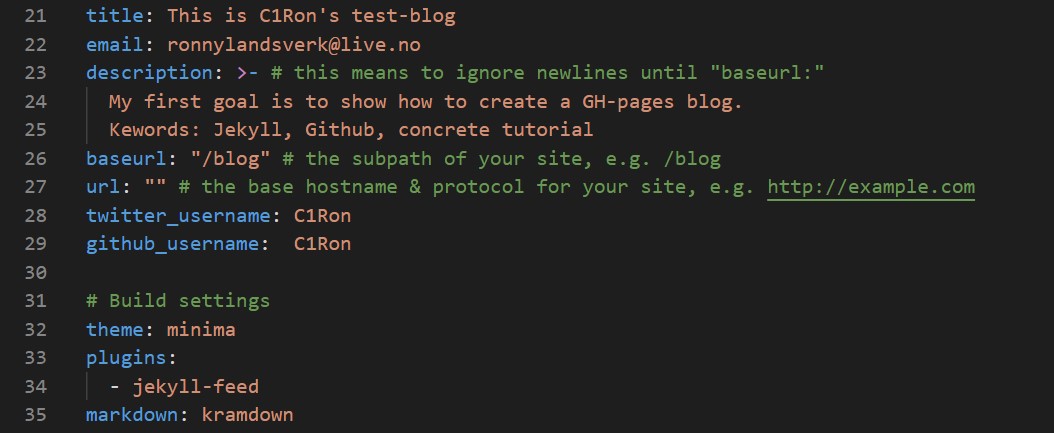 21 title: This is C1Ron's test-blog
22 email: ronnylandsverk@live.no
23 description: >- # this means to ignore newlines until "baseurl:"
24 My first goal is to show how to create a GH-pages blog.
25 Kewords: Jekyll, Github, concrete tutorial
26 baseurl: "/blog" # the subpath of your site, e.g. /blog
27 url: "" # the base hostname & protocol for your site, e.g. http://example.com
28 twitter_username: C1Ron
29 github_username:  C1Ron
30
31 # Build settings
32 theme: minima
33 plugins:
34 - jekyll-feed
35 markdown: kramdown